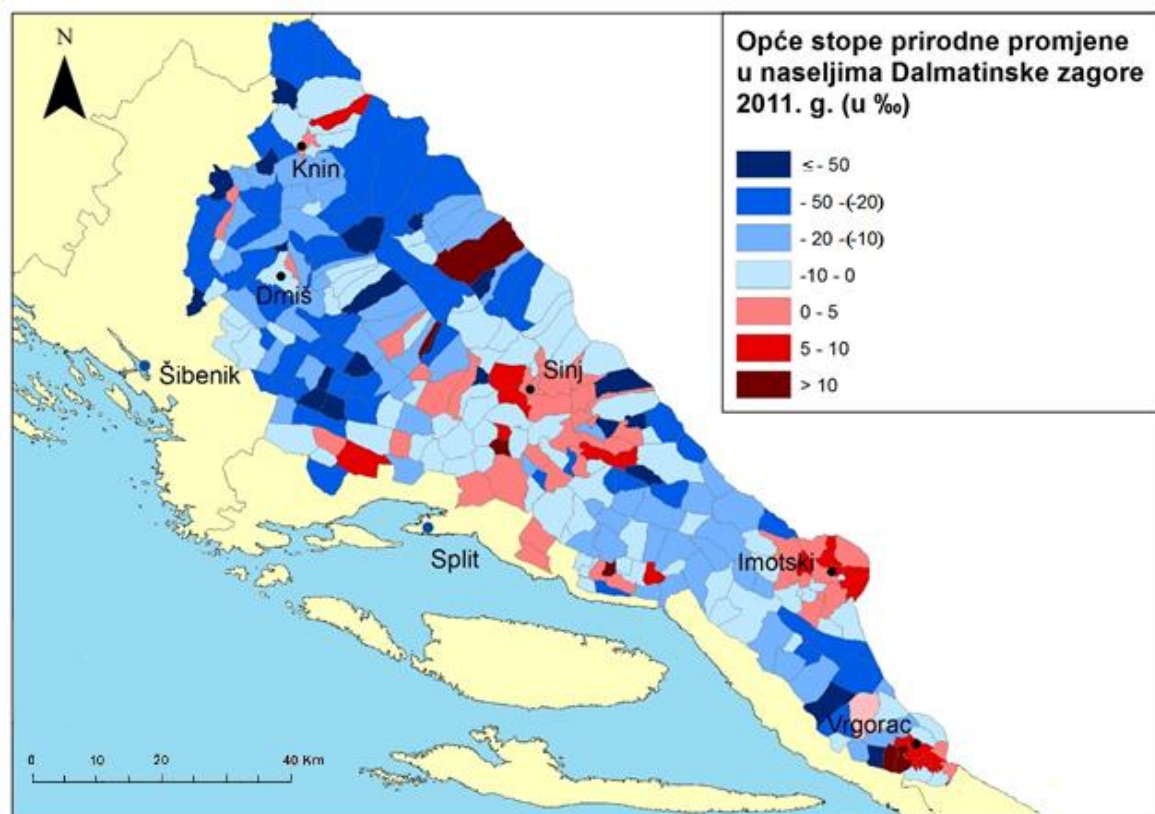 Opće stope prirodne promjene
u naseljima Dalmatinske zagore
2011. g. (u ‰)
≤ - 50
- 50 -(-20)
- 20 -(-10)
-10 - 0
0 - 5
5 - 10
> 10
N
Knin
Drniš
Šibenik
Sinj
Split
Imotski
Vrgorac
0 10 20 40 Km